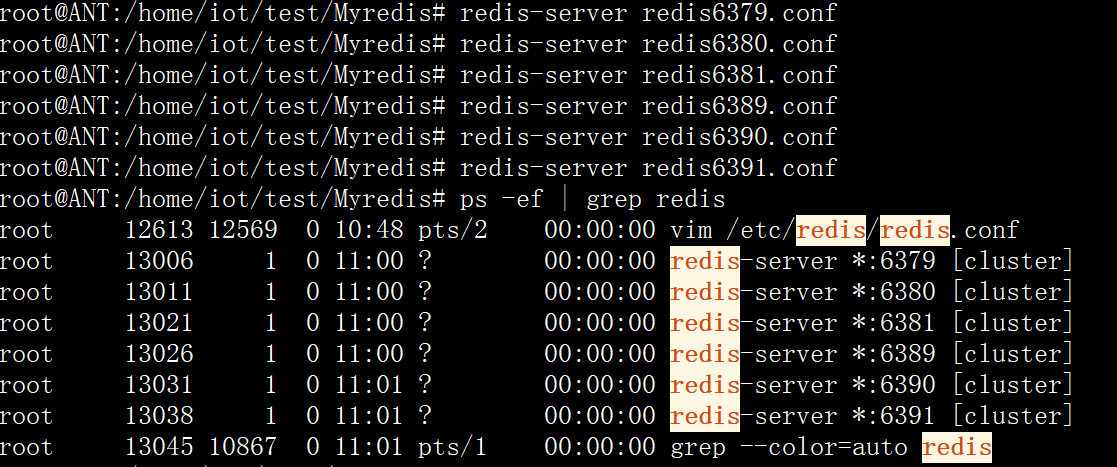 root@ANT:/home/iot/test/Myredis# redis-server redis6379.conf
root@ANT:/home/iot/test/Myredis# redis-server redis6380.conf
root@ANT:/home/iot/test/Myredis# redis-server redis6381.conf
root@ANT:/home/iot/test/Myredis# redis-server redis6389.conf
root@ANT:/home/iot/test/Myredis# redis-server redis6390.conf
root@ANT:/home/iot/test/Myredis# redis-server redis6391.conf
root@ANT:/home/iot/test/Myredis# ps -ef | grep redis
root     12613 12569  0 10:48 pts/2    00:00:00 vim /etc/redis/redis.conf
root     13006     1  0 11:00 ?        00:00:00 redis-server *:6379 [cluster]
root     13011     1  0 11:00 ?        00:00:00 redis-server *:6380 [cluster]
root     13021     1  0 11:00 ?        00:00:00 redis-server *:6381 [cluster]
root     13026     1  0 11:00 ?        00:00:00 redis-server *:6389 [cluster]
root     13031     1  0 11:01 ?        00:00:00 redis-server *:6390 [cluster]
root     13038     1  0 11:01 ?        00:00:00 redis-server *:6391 [cluster]
root     13045 10867  0 11:01 pts/1    00:00:00 grep --color=auto redis